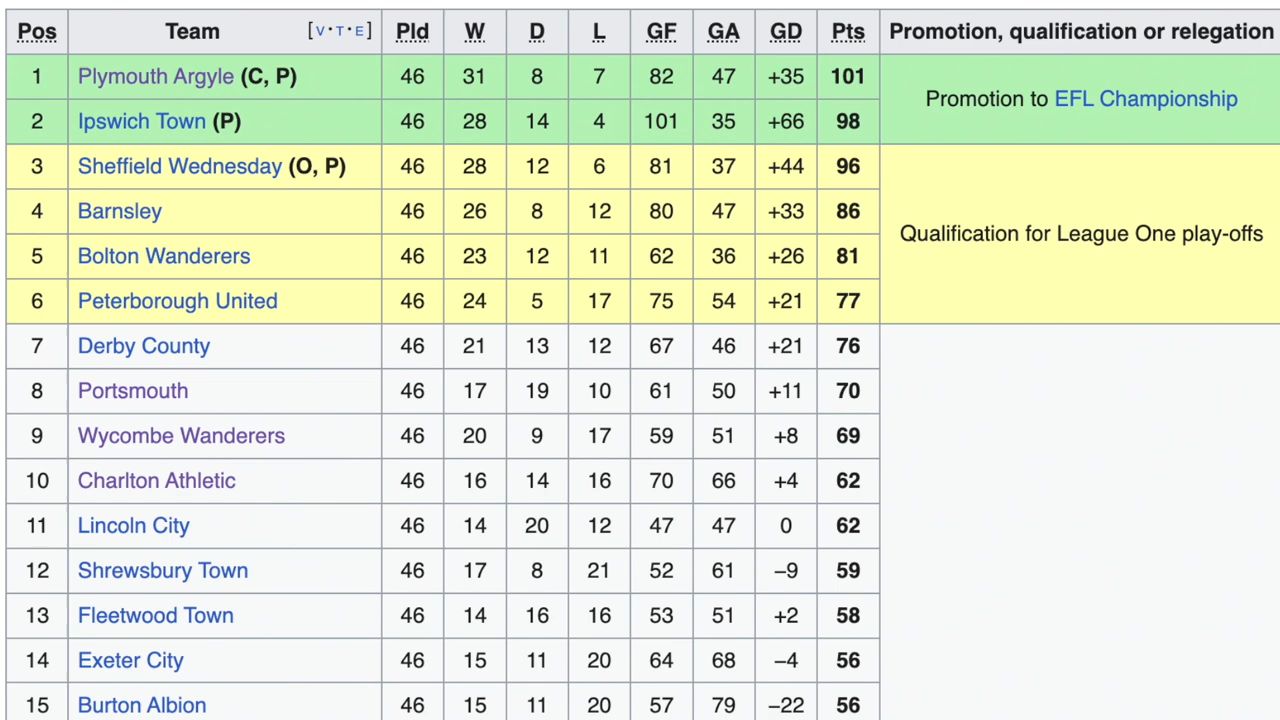 Pos Team [V·T·E] Pld W D L GF GA GD Pts Promotion, qualification or relegation
1 Plymouth Argyle (C, P) 46 31 8 7 82 47 +35 101 Promotion to EFL Championship
2 Ipswich Town (P) 46 28 14 4 101 35 +66 98
3 Sheffield Wednesday (O, P) 46 28 12 6 81 37 +44 96 Qualification for League One play-offs
4 Barnsley 46 26 8 12 80 47 +33 86
5 Bolton Wanderers 46 23 12 11 62 36 +26 81
6 Peterborough United 46 24 5 17 75 54 +21 77
7 Derby County 46 21 13 12 67 46 +21 76
8 Portsmouth 46 17 19 10 61 50 +11 70
9 Wycombe Wanderers 46 20 9 17 59 51 +8 69
10 Charlton Athletic 46 16 14 16 70 66 +4 62
11 Lincoln City 46 14 20 12 47 47 0 62
12 Shrewsbury Town 46 17 8 21 52 61 −9 59
13 Fleetwood Town 46 14 16 16 53 51 +2 58
14 Exeter City 46 15 11 20 64 68 −4 56
15 Burton Albion 46 15 11 20 57 79 −22 56